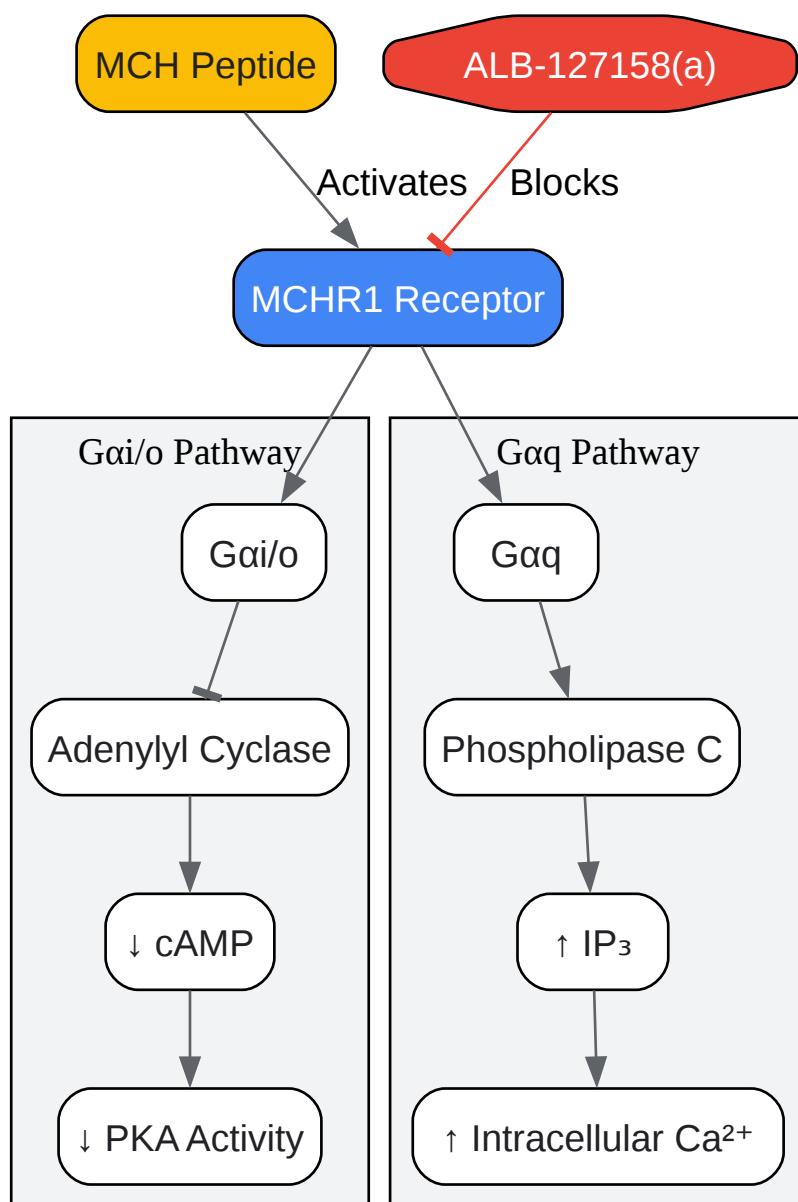 MCH Peptide
ALB-127158(a)
Activates
Blocks
MCHR1 Receptor
Gαi/o Pathway
Gαq Pathway
Gαi/o
Gαq
Adenylyl Cyclase
Phospholipase C
↓ cAMP
↑ IP₃
↓ PKA Activity
↑ Intracellular Ca²⁺